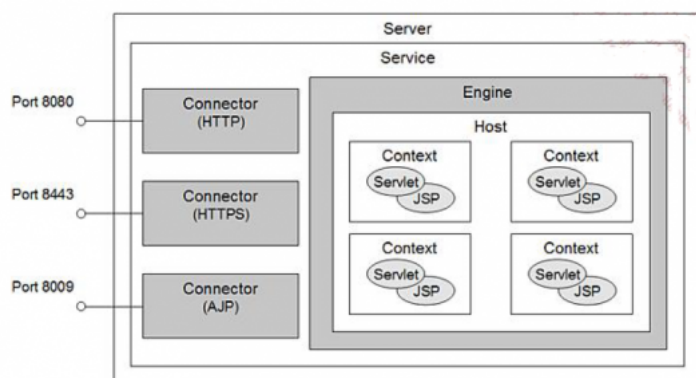 Server
Service
Port 8080
Connector
(HTTP)
Port 8443
Connector
(HTTPS)
Port 8009
Connector
(AJP)
Engine
Host
Context
Servlet
JSP
Context
Servlet
JSP
Context
Servlet
JSP
Context
Servlet
JSP